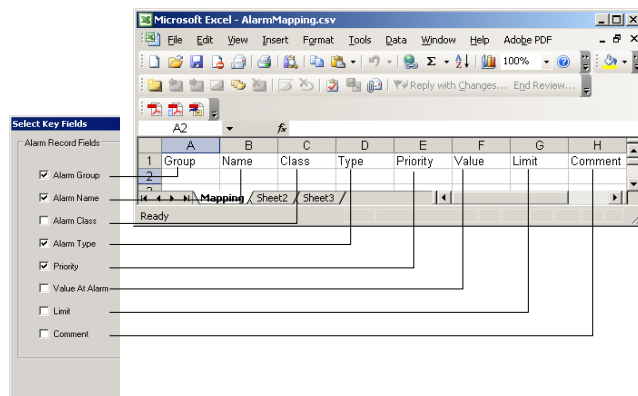 Microsoft Excel - AlarmMapping.csv
File Edit View Insert Format Tools Data Window Help Adobe PDF
100%
Reply with Changes... End Review...
A2 fx
A B C D E F G H
1 Group Name Class Type Priority Value Limit Comment
2
Mapping Sheet2 Sheet3
Ready
Select Key Fields
Alarm Record Fields
Alarm Group
Alarm Name
Alarm Class
Alarm Type
Priority
Value At Alarm
Limit
Comment